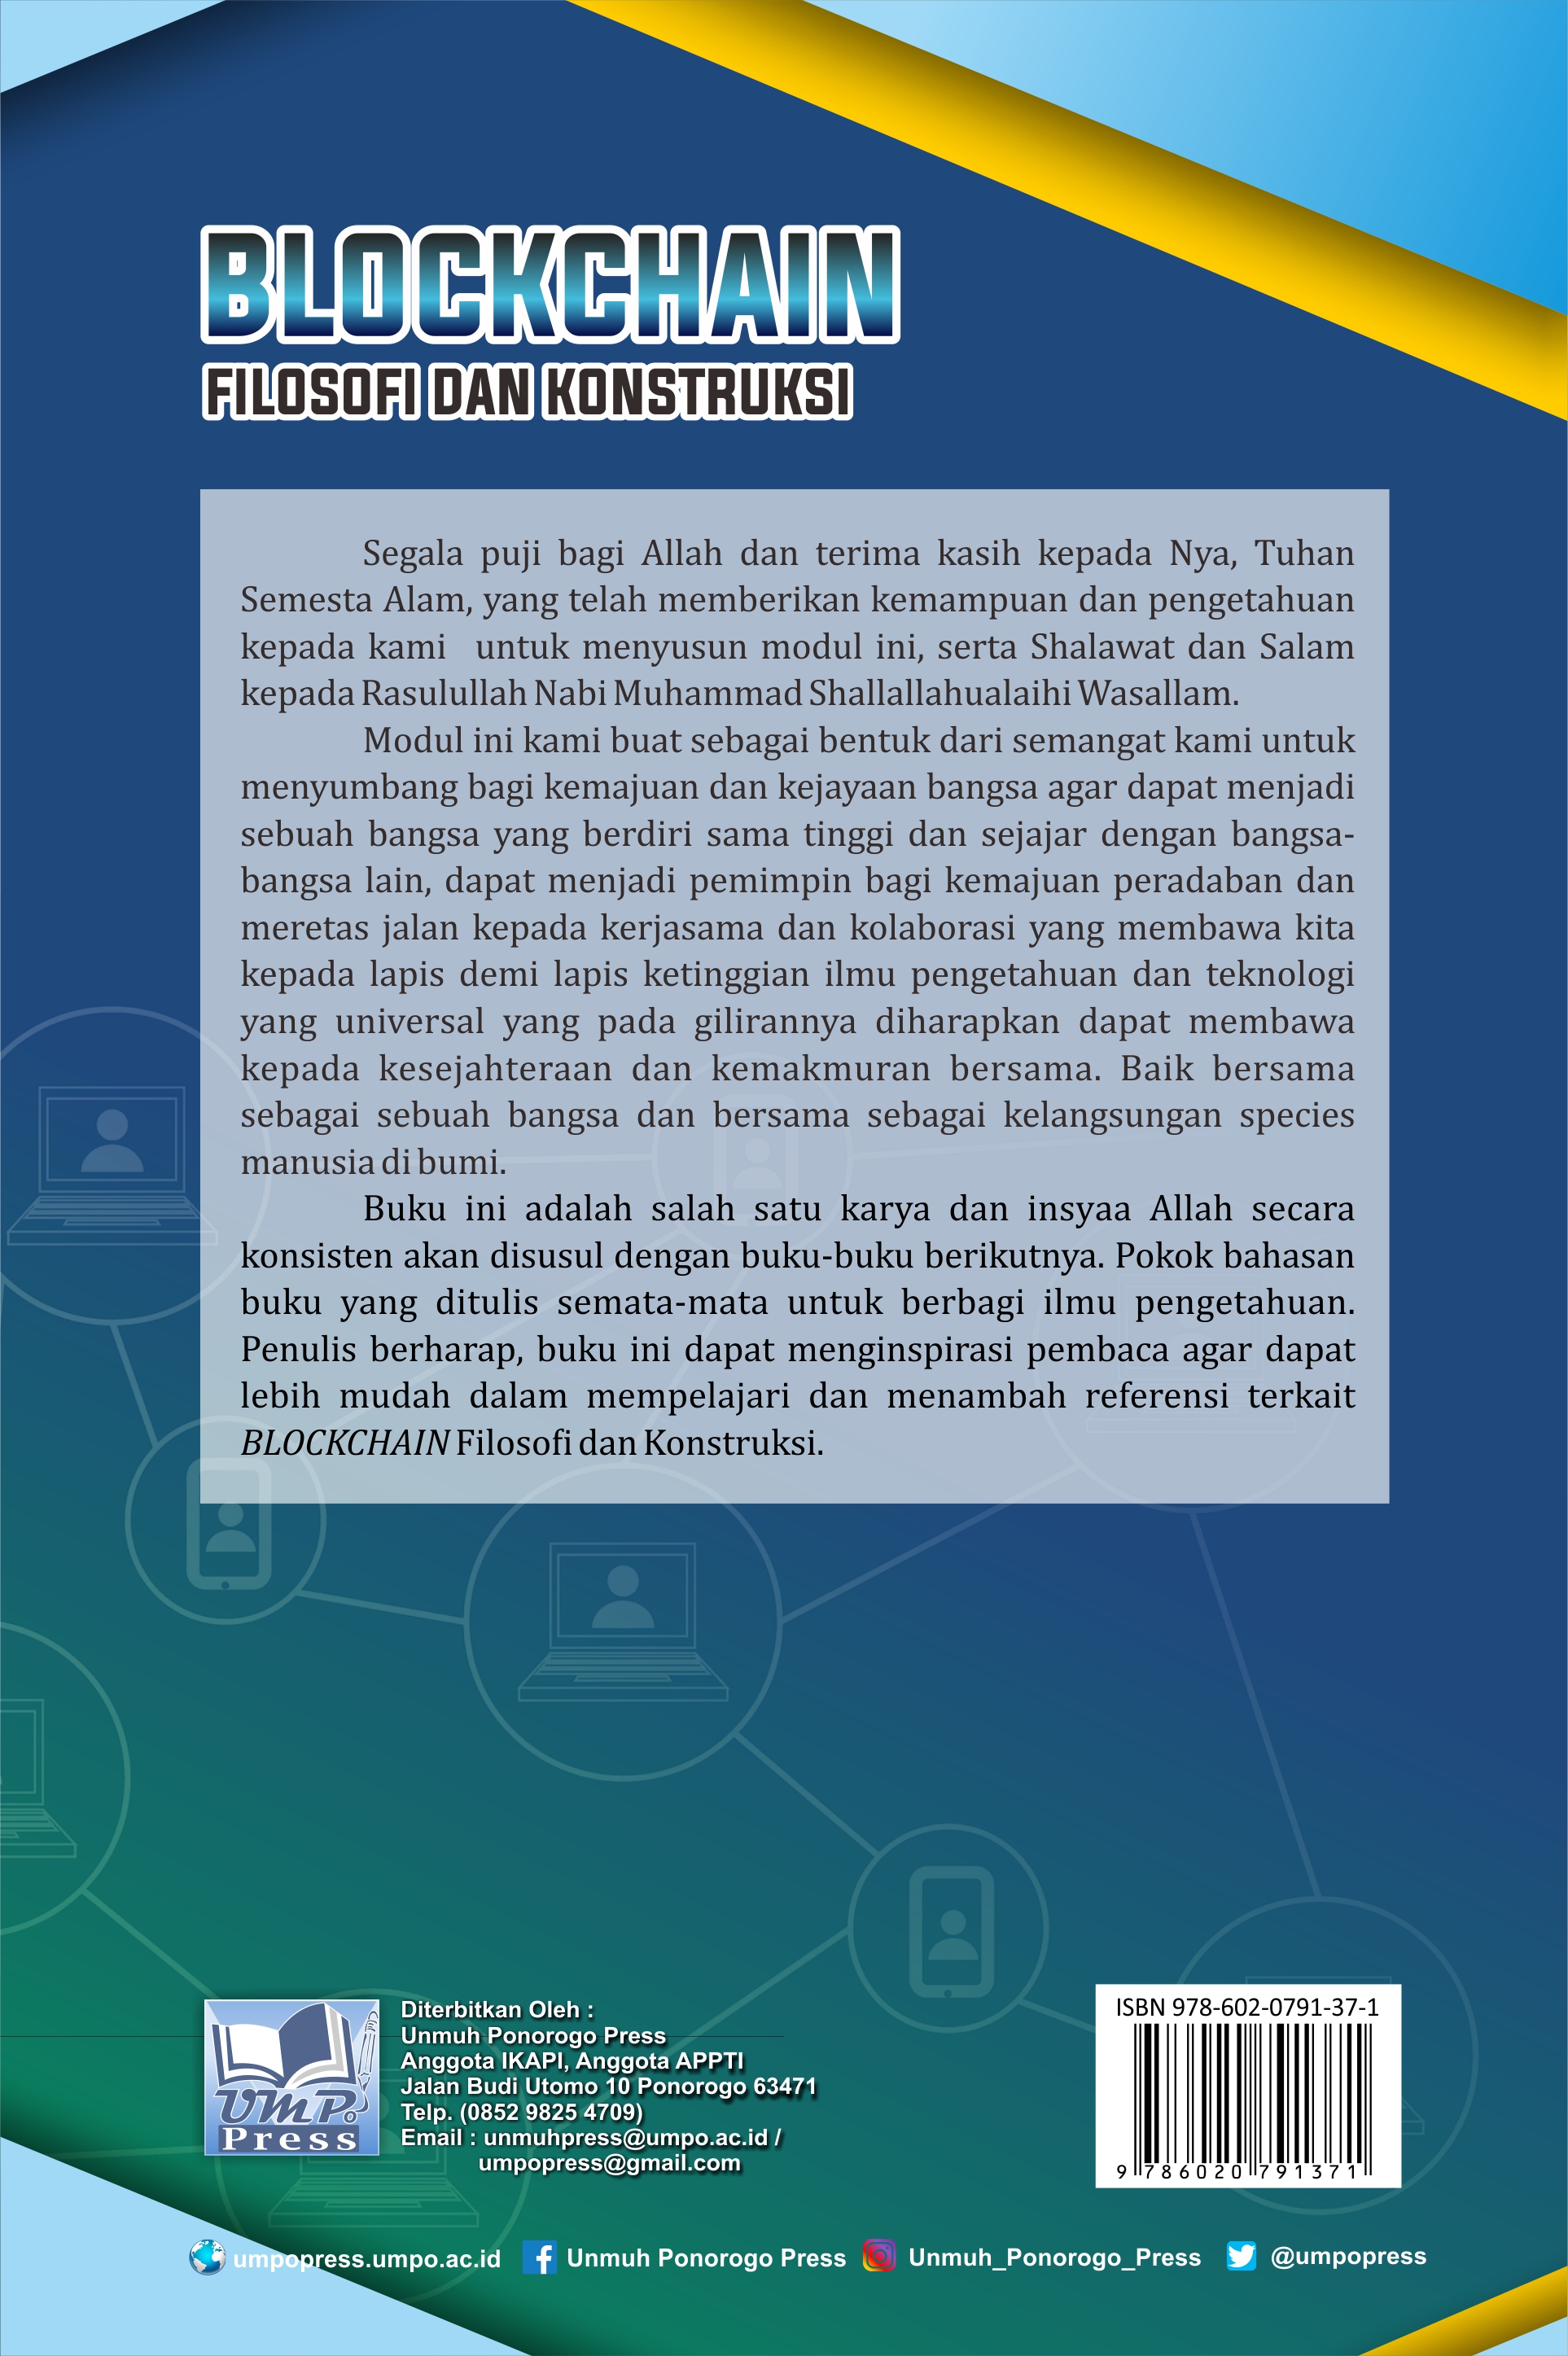 BLOCKCHAIN
FILOSOFI DAN KONSTRUKSI
Segala puji bagi Allah dan terima kasih kepada Nya, Tuhan
Semesta Alam, yang telah memberikan kemampuan dan pengetahuan
kepada kami untuk menyusun modul ini, serta Shalawat dan Salam
kepada Rasulullah Nabi Muhammad Shallallahualaihi Wasallam.
Modul ini kami buat sebagai bentuk dari semangat kami untuk
menyumbang bagi kemajuan dan kejayaan bangsa agar dapat menjadi
sebuah bangsa yang berdiri sama tinggi dan sejajar dengan bangsa-
bangsa lain, dapat menjadi pemimpin bagi kemajuan peradaban dan
meretas jalan kepada kerjasama dan kolaborasi yang membawa kita
kepada lapis demi lapis ketinggian ilmu pengetahuan dan teknologi
yang universal yang pada gilirannya diharapkan dapat membawa
kepada kesejahteraan dan kemakmuran bersama. Baik bersama
sebagai sebuah bangsa dan bersama sebagai kelangsungan species
manusia di bumi.
Buku ini adalah salah satu karya dan insyaa Allah secara
konsisten akan disusul dengan buku-buku berikutnya. Pokok bahasan
buku yang ditulis semata-mata untuk berbagi ilmu pengetahuan.
Penulis berharap, buku ini dapat menginspirasi pembaca agar dapat
lebih mudah dalam mempelajari dan menambah referensi terkait
BLOCKCHAIN Filosofi dan Konstruksi.
UMPo
Press
Diterbitkan Oleh :
Unmuh Ponorogo Press
Anggota IKAPI, Anggota APPTI
Jalan Budi Utomo 10 Ponorogo 63471
Telp. (0852 9825 4709)
Email : unmuhpress@umpo.ac.id /
umpopress@gmail.com
ISBN 978-602-0791-37-1
9 786020 791371
umpopress.umpo.ac.id
Unmuh Ponorogo Press
Unmuh_Ponorogo_Press
@umpopress